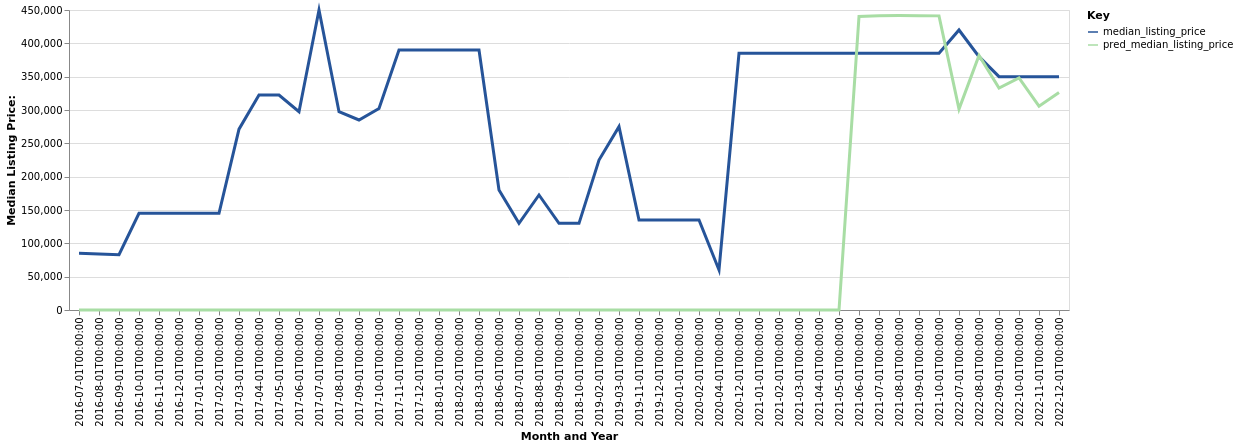 450,000
400,000
350,000
300,000
250,000
200,000
150,000
100,000
50,000
0
Median Listing Price:
2016-07-01T00:00:00
2016-08-01T00:00:00
2016-09-01T00:00:00
2016-10-01T00:00:00
2016-11-01T00:00:00
2016-12-01T00:00:00
2017-01-01T00:00:00
2017-02-01T00:00:00
2017-03-01T00:00:00
2017-04-01T00:00:00
2017-05-01T00:00:00
2017-06-01T00:00:00
2017-07-01T00:00:00
2017-08-01T00:00:00
2017-09-01T00:00:00
2017-10-01T00:00:00
2017-11-01T00:00:00
2017-12-01T00:00:00
2018-01-01T00:00:00
2018-02-01T00:00:00
2018-03-01T00:00:00
2018-06-01T00:00:00
2018-07-01T00:00:00
2018-08-01T00:00:00
2018-09-01T00:00:00
2018-10-01T00:00:00
2019-02-01T00:00:00
2019-03-01T00:00:00
2019-11-01T00:00:00
2019-12-01T00:00:00
2020-01-01T00:00:00
2020-02-01T00:00:00
2020-04-01T00:00:00
2020-12-01T00:00:00
2021-01-01T00:00:00
2021-02-01T00:00:00
2021-03-01T00:00:00
2021-04-01T00:00:00
2021-05-01T00:00:00
2021-06-01T00:00:00
2021-07-01T00:00:00
2021-08-01T00:00:00
2021-09-01T00:00:00
2021-10-01T00:00:00
2022-07-01T00:00:00
2022-08-01T00:00:00
2022-09-01T00:00:00
2022-10-01T00:00:00
2022-11-01T00:00:00
2022-12-01T00:00:00
Month and Year
Key
median_listing_price
pred_median_listing_price